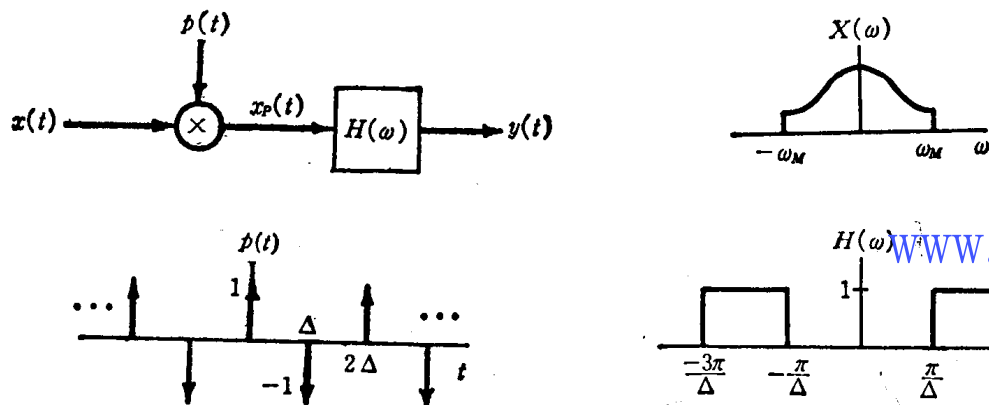 p(t)
x(t)
×
x_P(t)
H(ω)
y(t)
X(ω)
-ω_M
ω_M
ω
p(t)
...
1
Δ
-1
2Δ
...
t
H(ω)
WWW.
1
-3π/Δ
-π/Δ
π/Δ